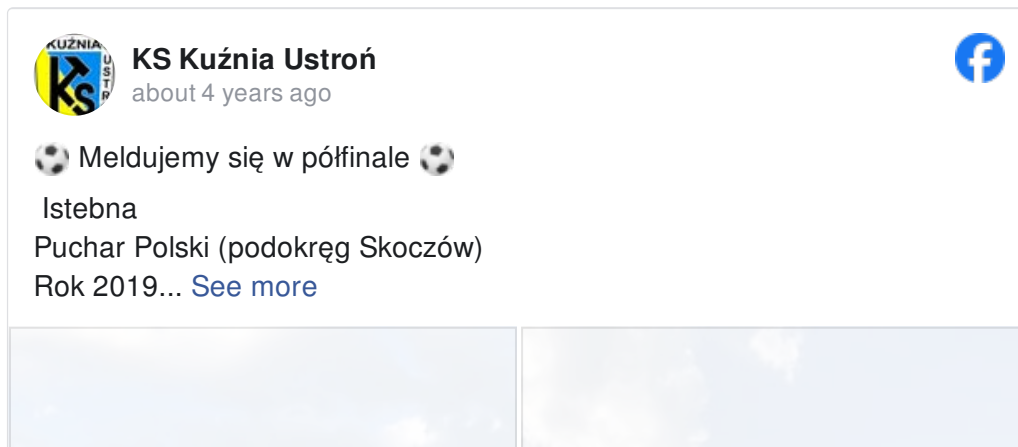 KUŹNIA
USTR
KS
KS Kuźnia Ustroń
about 4 years ago
⚽ Meldujemy się w półfinale ⚽
Istebna
Puchar Polski (podokręg Skoczów)
Rok 2019... See more